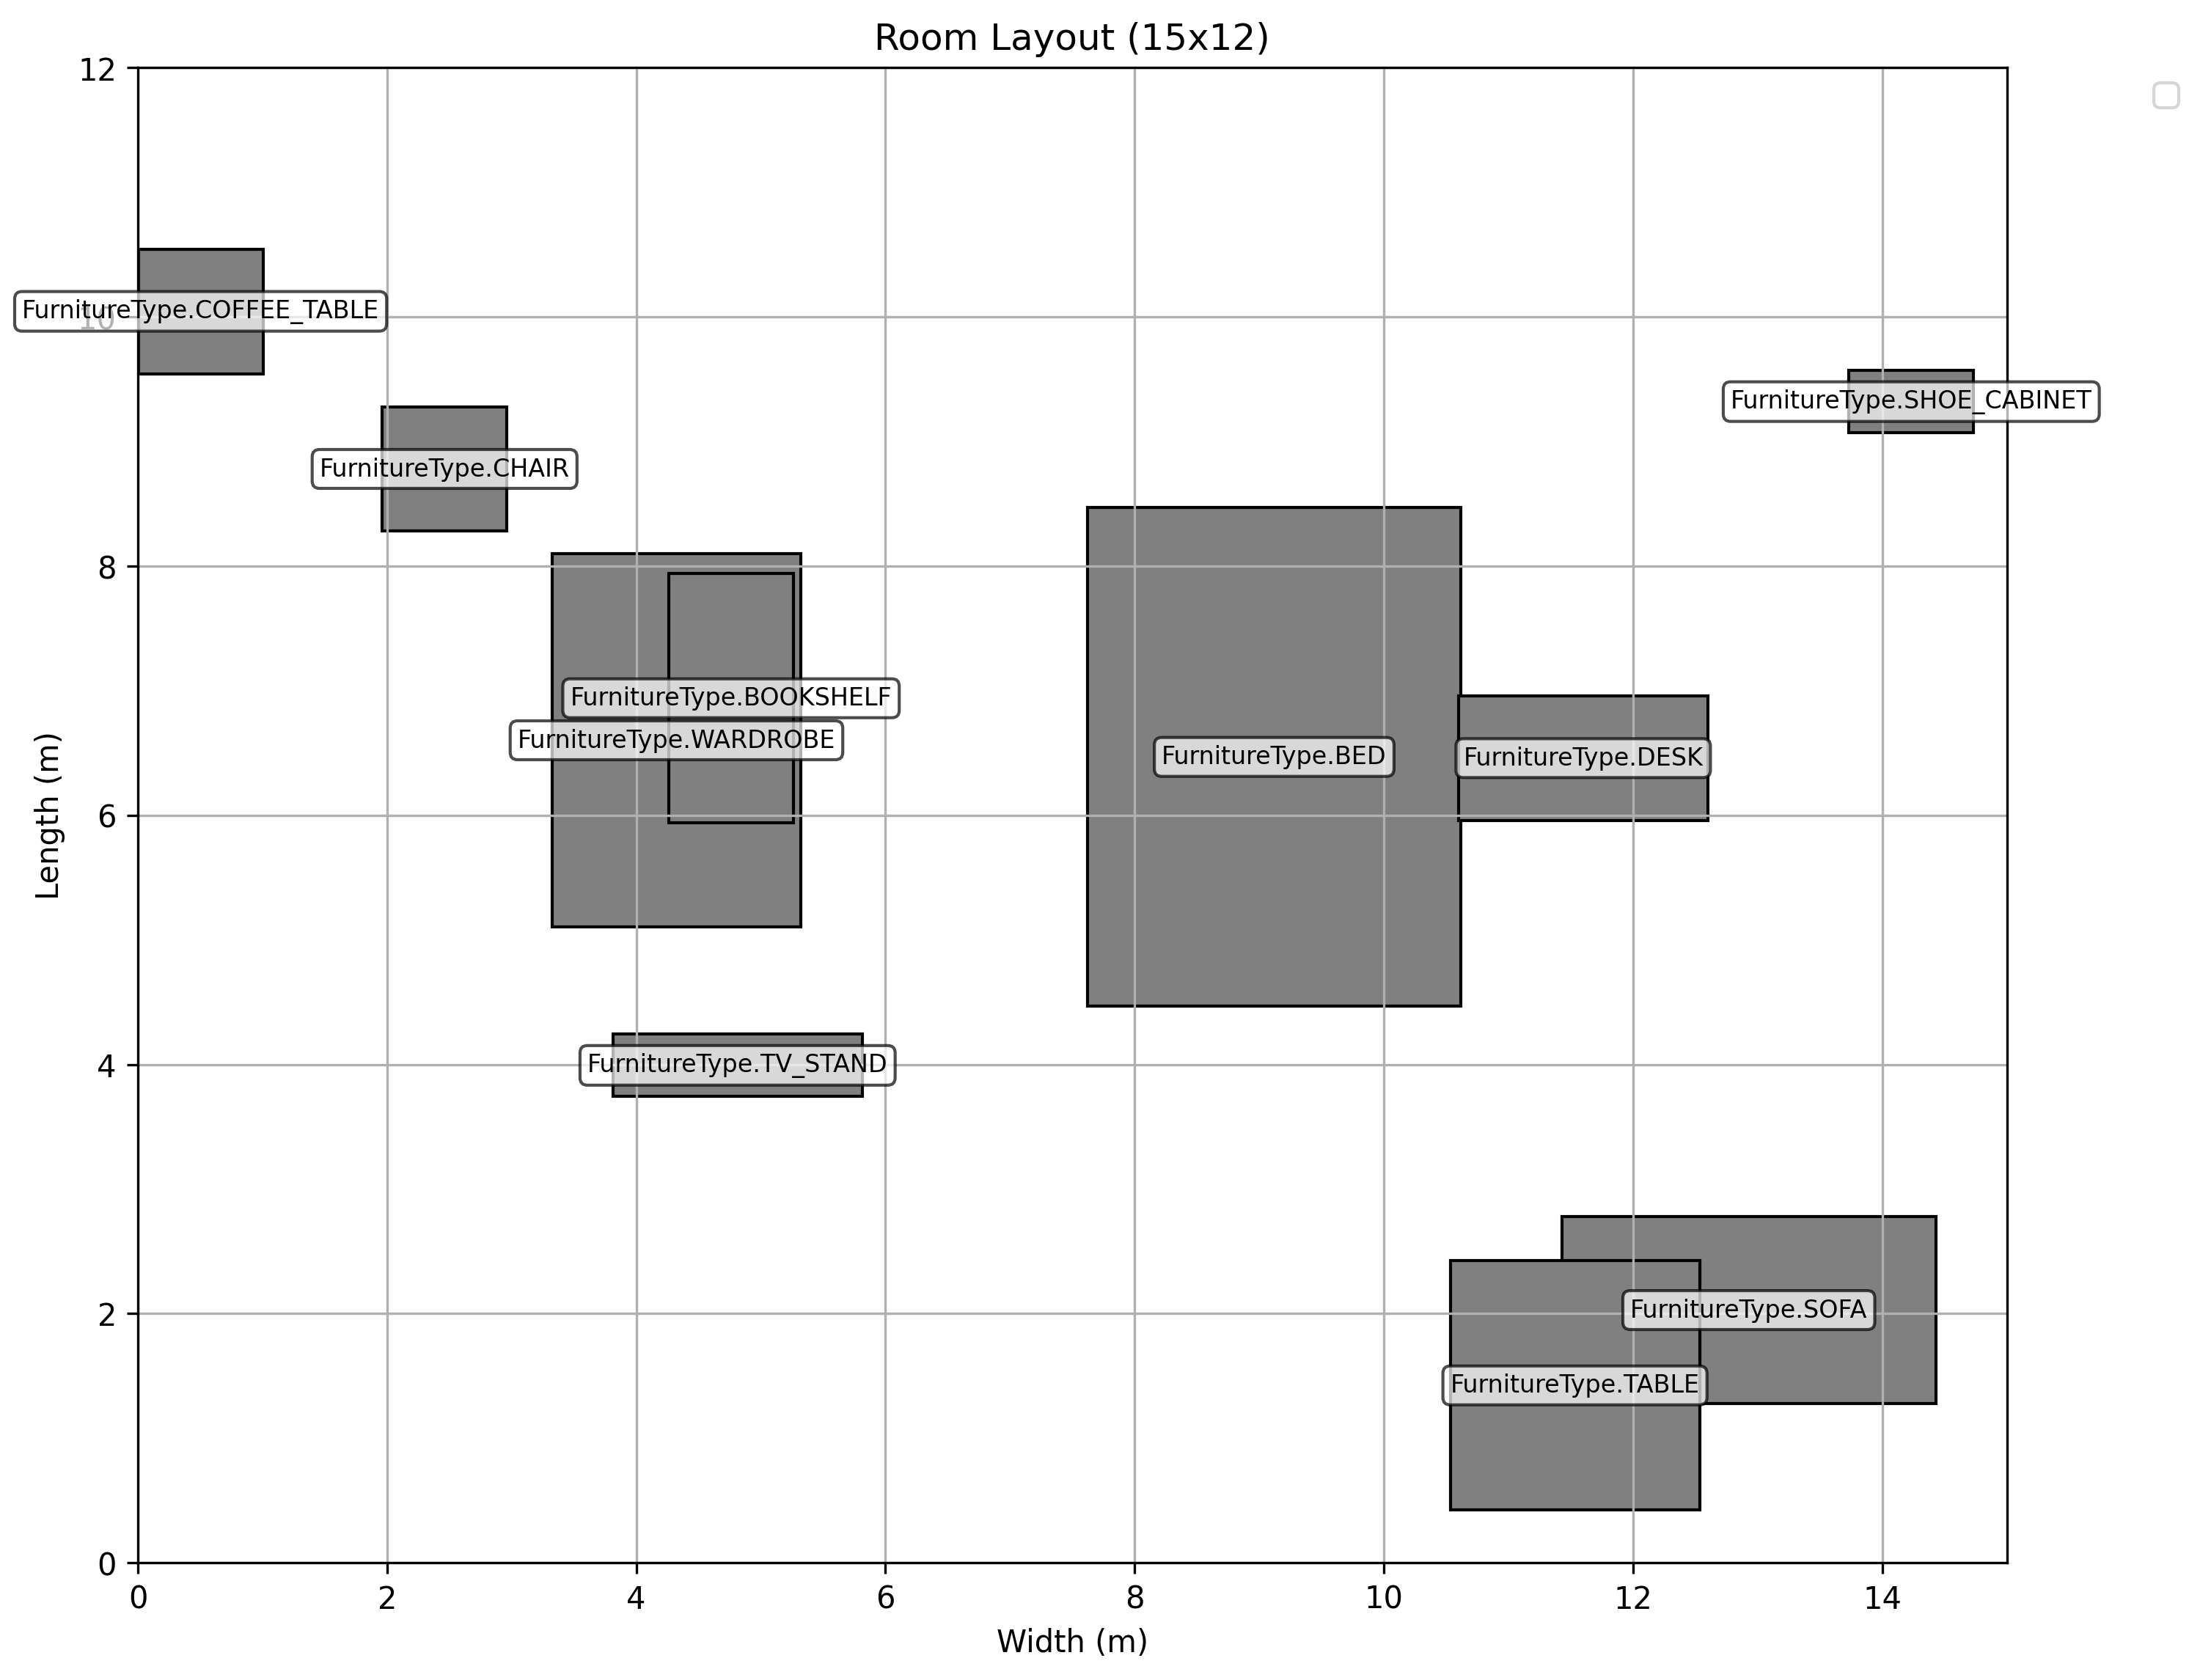 Room Layout (15x12)
12
FurnitureType.COFFEE_TABLE
10
FurnitureType.SHOE_CABINET
FurnitureType.CHAIR
8
FurnitureType.BOOKSHELF
FurnitureType.WARDROBE
FurnitureType.BED
FurnitureType.DESK
Length (m)
6
4
FurnitureType.TV_STAND
2
FurnitureType.SOFA
FurnitureType.TABLE
0
0 2 4 6 8 10 12 14
Width (m)